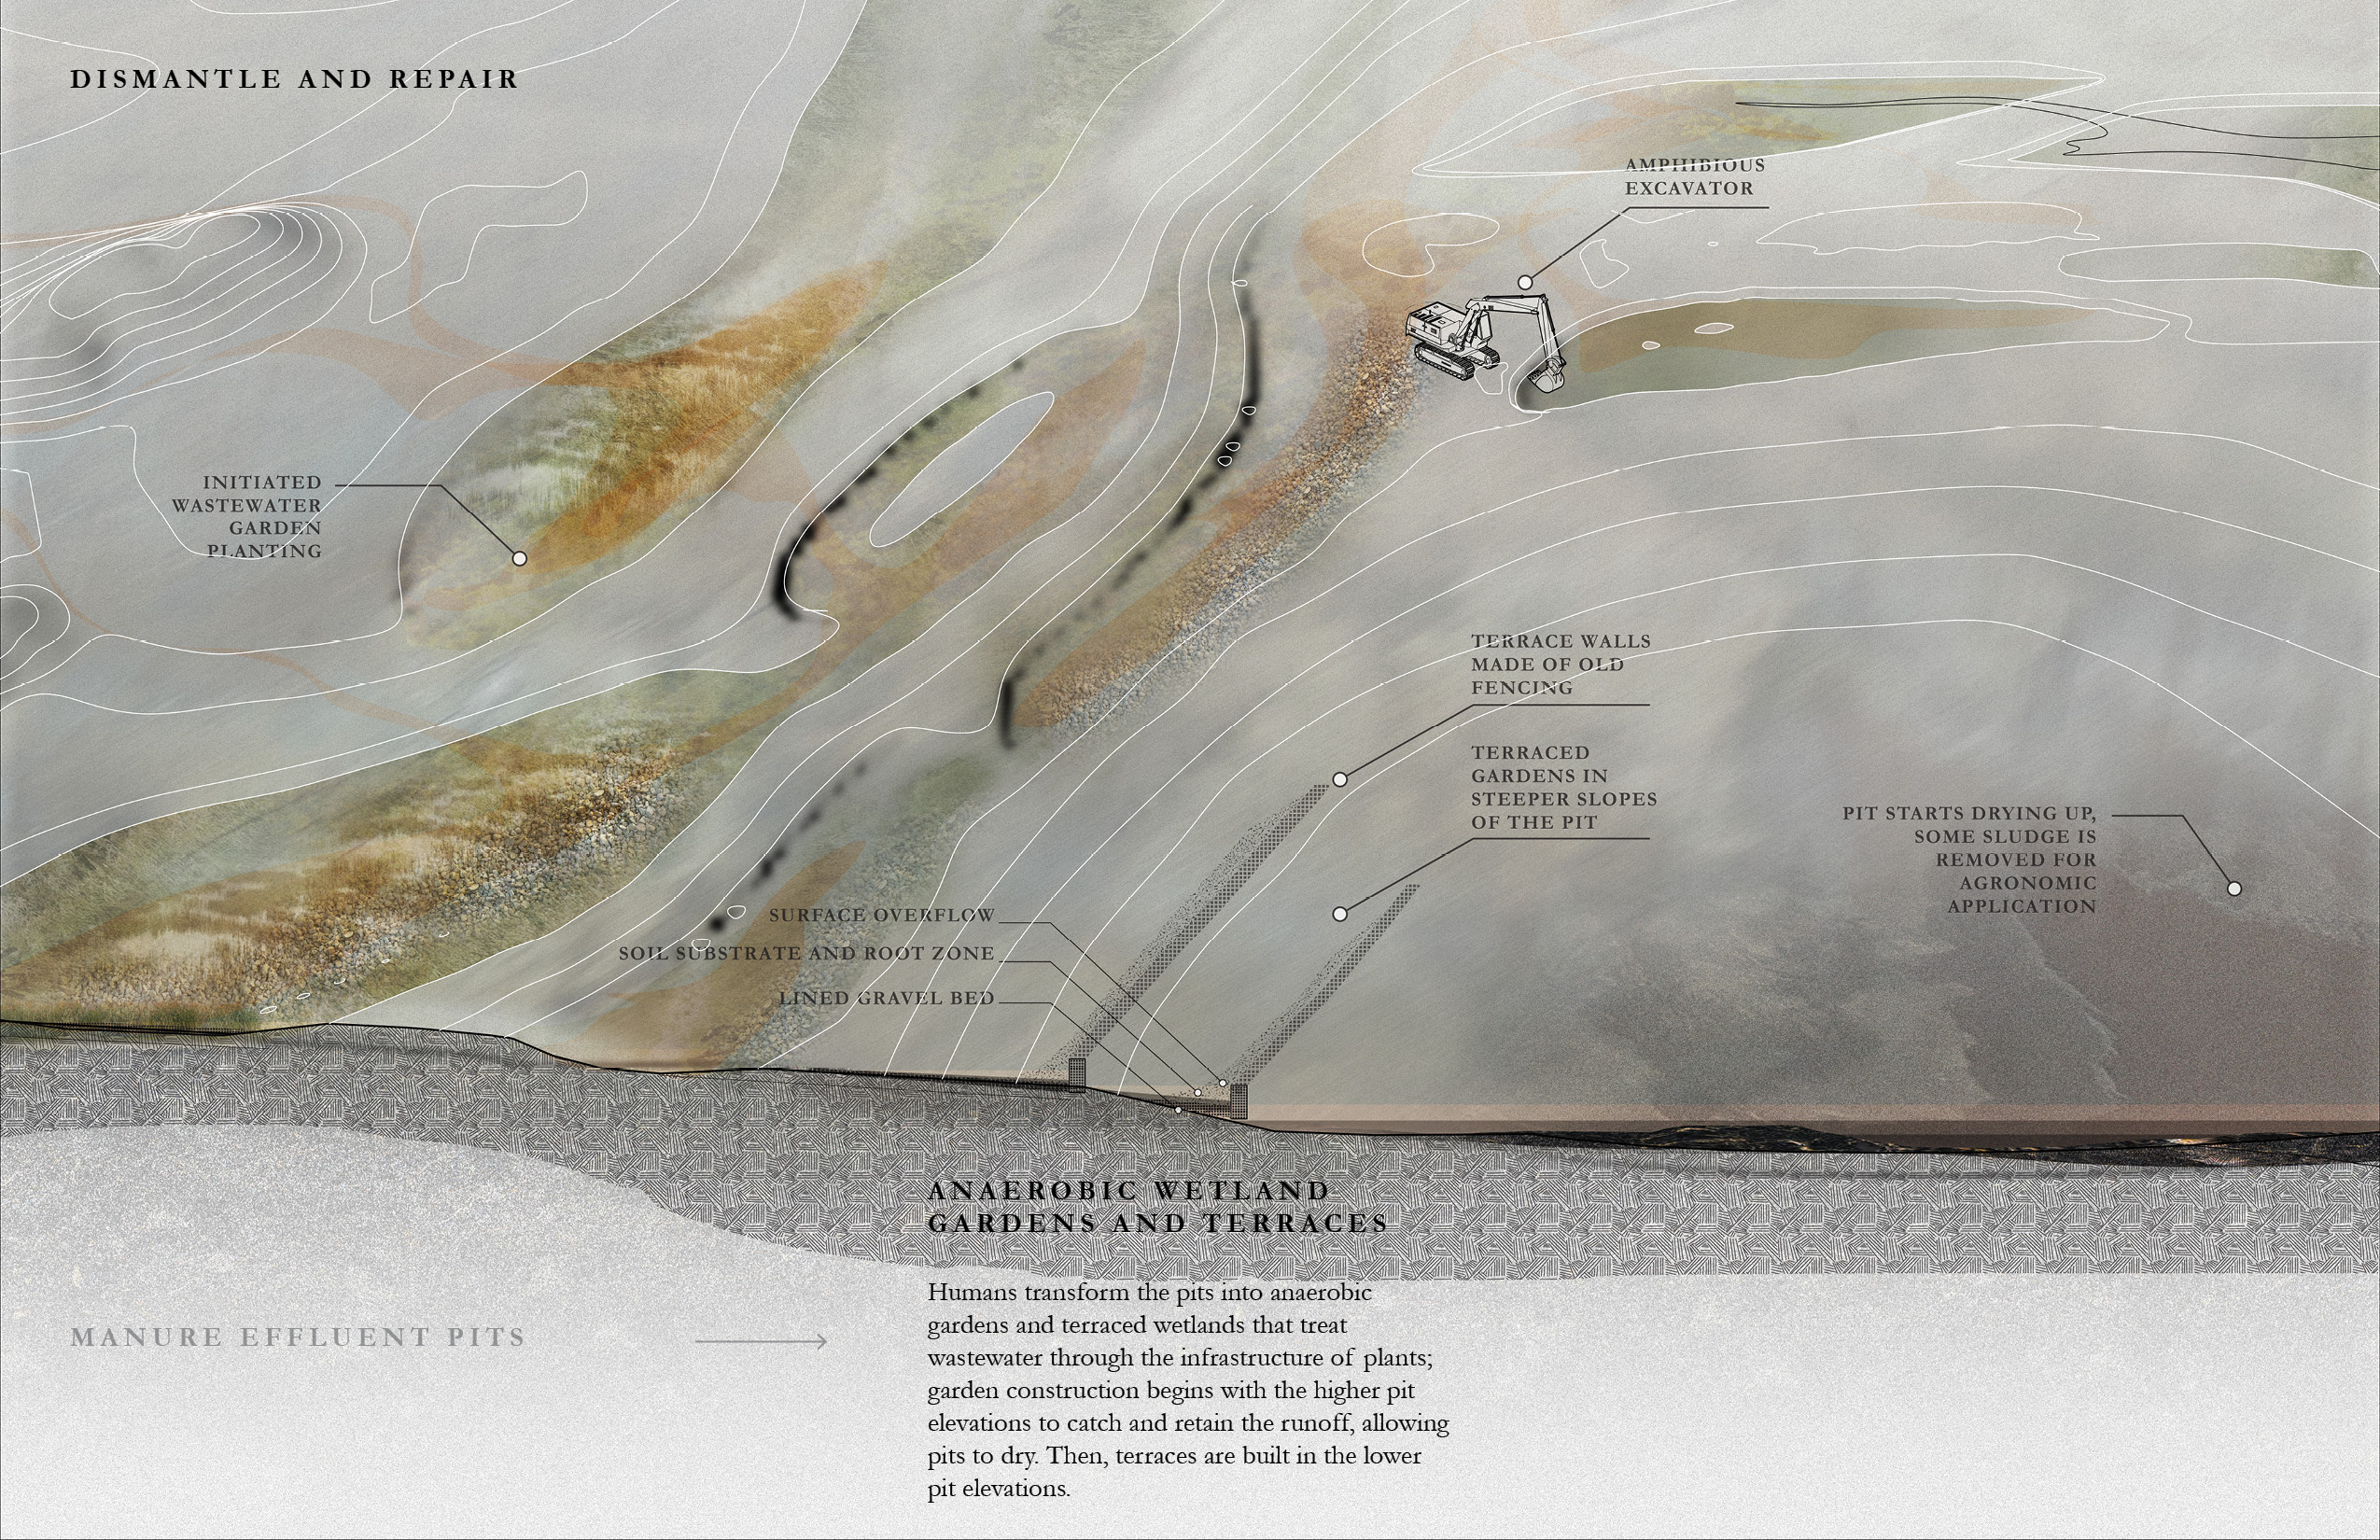 DISMANTLE AND REPAIR
AMPHIBIOUS
EXCAVATOR
INITIATED
WASTEWATER
GARDEN
PLANTING
TERRACE WALLS
MADE OF OLD
FENCING
TERRACED
GARDENS IN
STEEPER SLOPES
OF THE PIT
PIT STARTS DRYING UP,
SOME SLUDGE IS
REMOVED FOR
AGRONOMIC
APPLICATION
SURFACE OVERFLOW
SOIL SUBSTRATE AND ROOT ZONE
LINED GRAVEL BED
ANAEROBIC WETLAND
GARDENS AND TERRACES
MANURE EFFLUENT PITS
Humans transform the pits into anaerobic
gardens and terraced wetlands that treat
wastewater through the infrastructure of plants;
garden construction begins with the higher pit
elevations to catch and retain the runoff, allowing
pits to dry. Then, terraces are built in the lower
pit elevations.